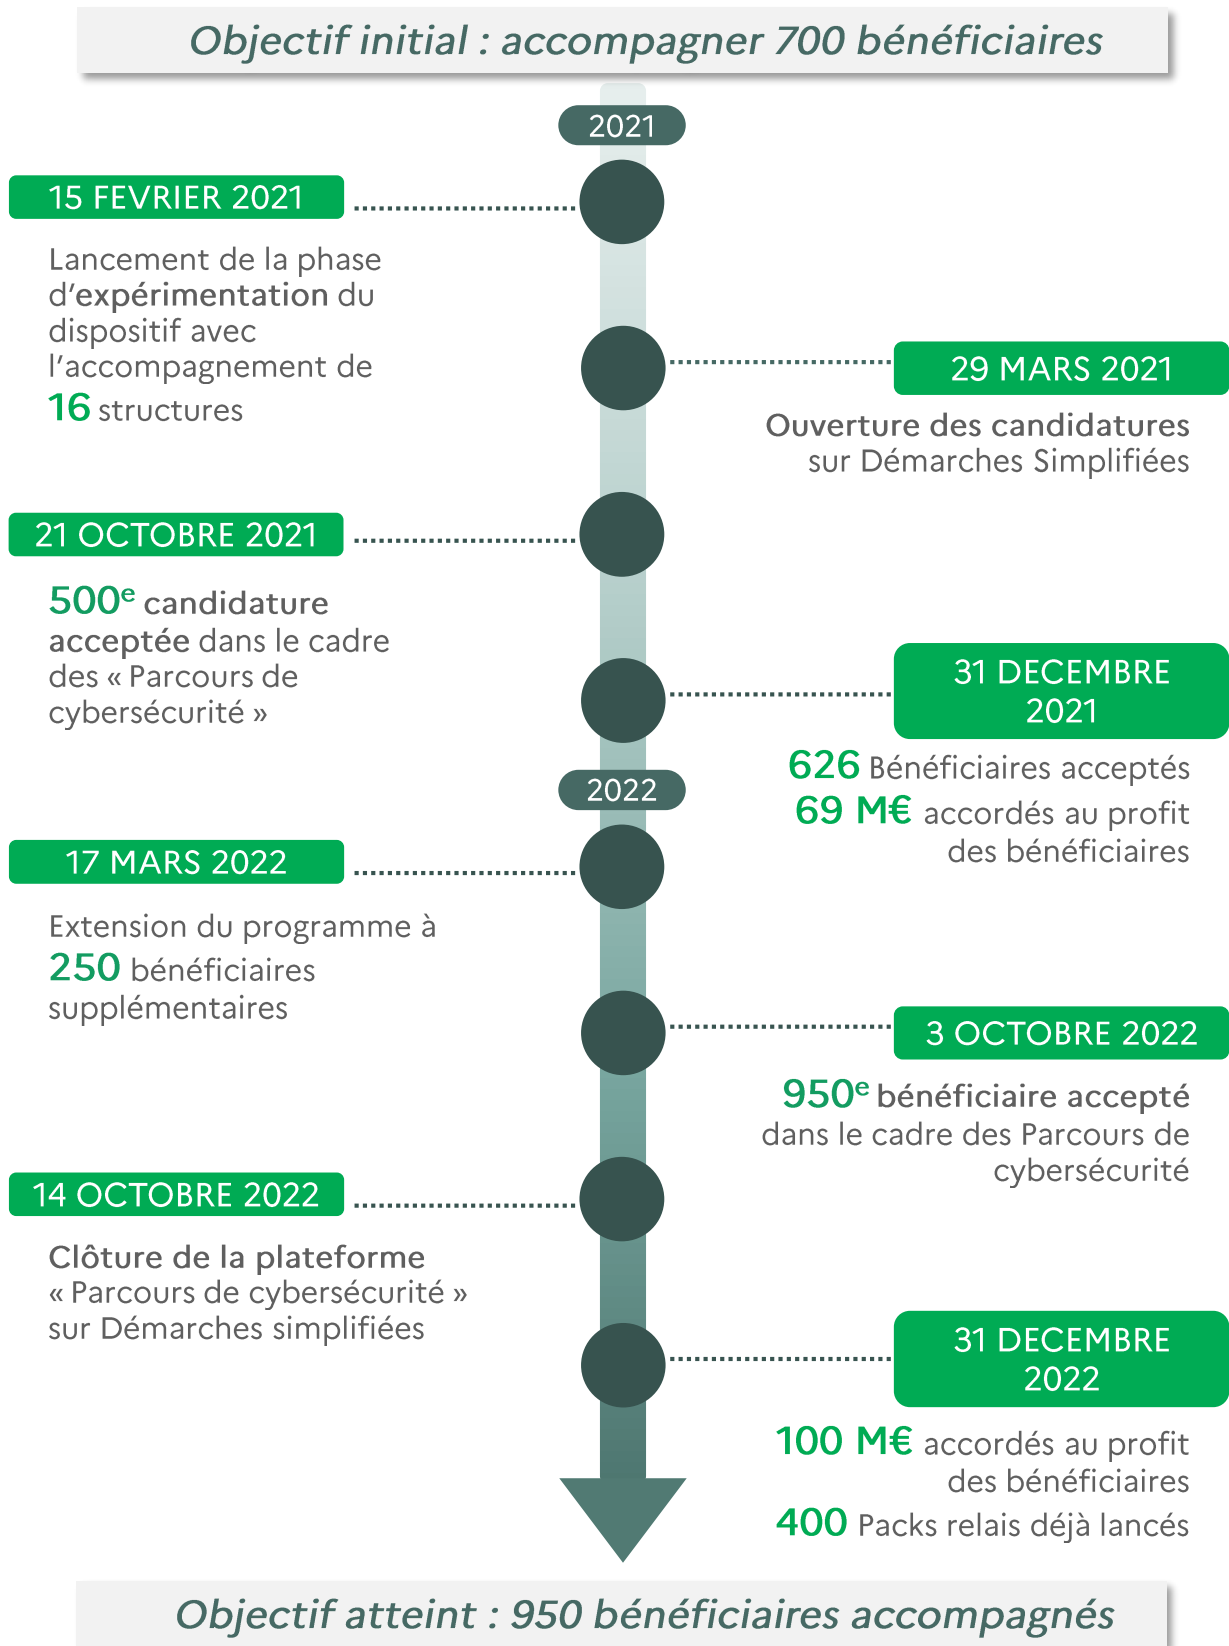 Objectif initial : accompagner 700 bénéficiaires
2021
15 FEVRIER 2021
Lancement de la phase
d’expérimentation du
dispositif avec
l’accompagnement de
16 structures
29 MARS 2021
Ouverture des candidatures
sur Démarches Simplifiées
21 OCTOBRE 2021
500e candidature
acceptée dans le cadre
des « Parcours de
cybersécurité »
31 DECEMBRE
2021
626 Bénéficiaires acceptés
69 M€ accordés au profit
des bénéficiaires
2022
17 MARS 2022
Extension du programme à
250 bénéficiaires
supplémentaires
3 OCTOBRE 2022
950e bénéficiaire accepté
dans le cadre des Parcours de
cybersécurité
14 OCTOBRE 2022
Clôture de la plateforme
« Parcours de cybersécurité »
sur Démarches simplifiées
31 DECEMBRE
2022
100 M€ accordés au profit
des bénéficiaires
400 Packs relais déjà lancés
Objectif atteint : 950 bénéficiaires accompagnés